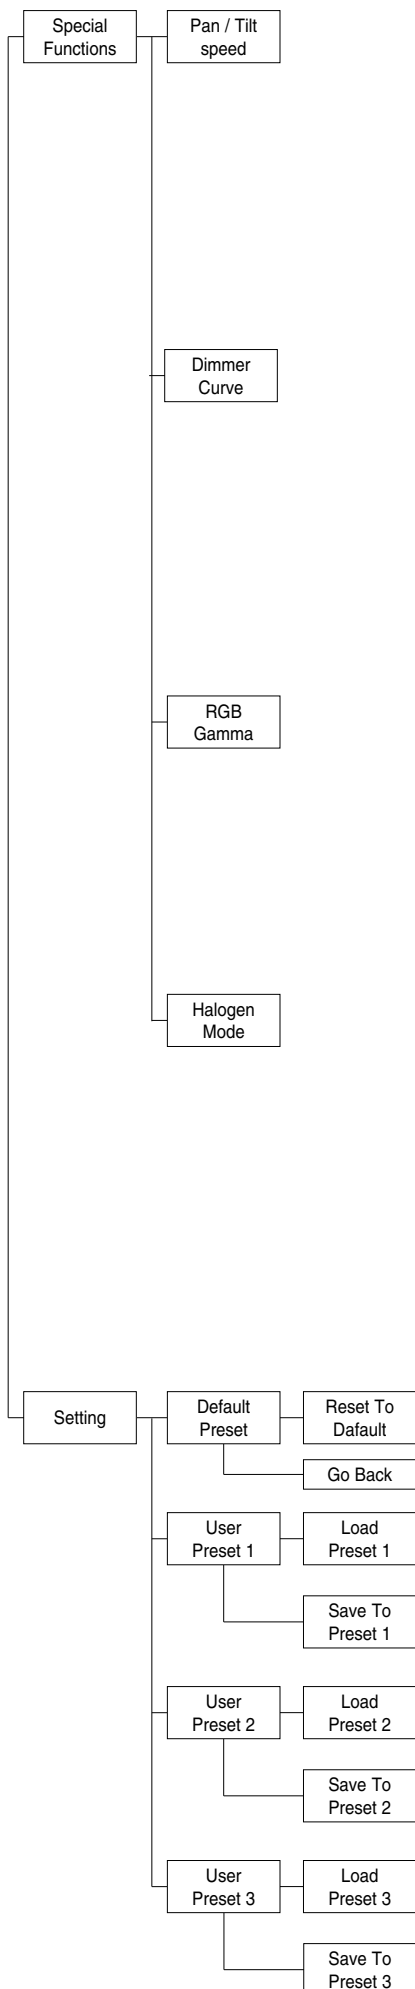 Special
Functions
Pan / Tilt
speed
Dimmer
Curve
RGB
Gamma
Halogen
Mode
Setting
Default
Preset
Reset To
Dafault
Go Back
User
Preset 1
Load
Preset 1
Save To
Preset 1
User
Preset 2
Load
Preset 2
Save To
Preset 2
User
Preset 3
Load
Preset 3
Save To
Preset 3